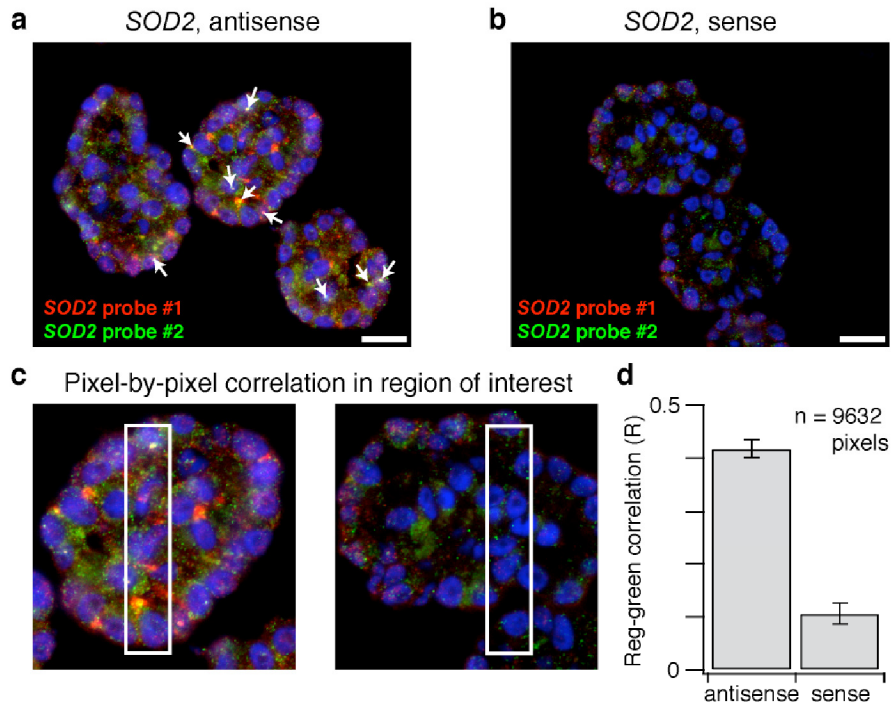 a
SOD2, antisense
SOD2 probe #1
SOD2 probe #2
b
SOD2, sense
SOD2 probe #1
SOD2 probe #2
c
Pixel-by-pixel correlation in region of interest
d
Reg-green correlation (R)
0.5
0
n = 9632
pixels
antisense
sense